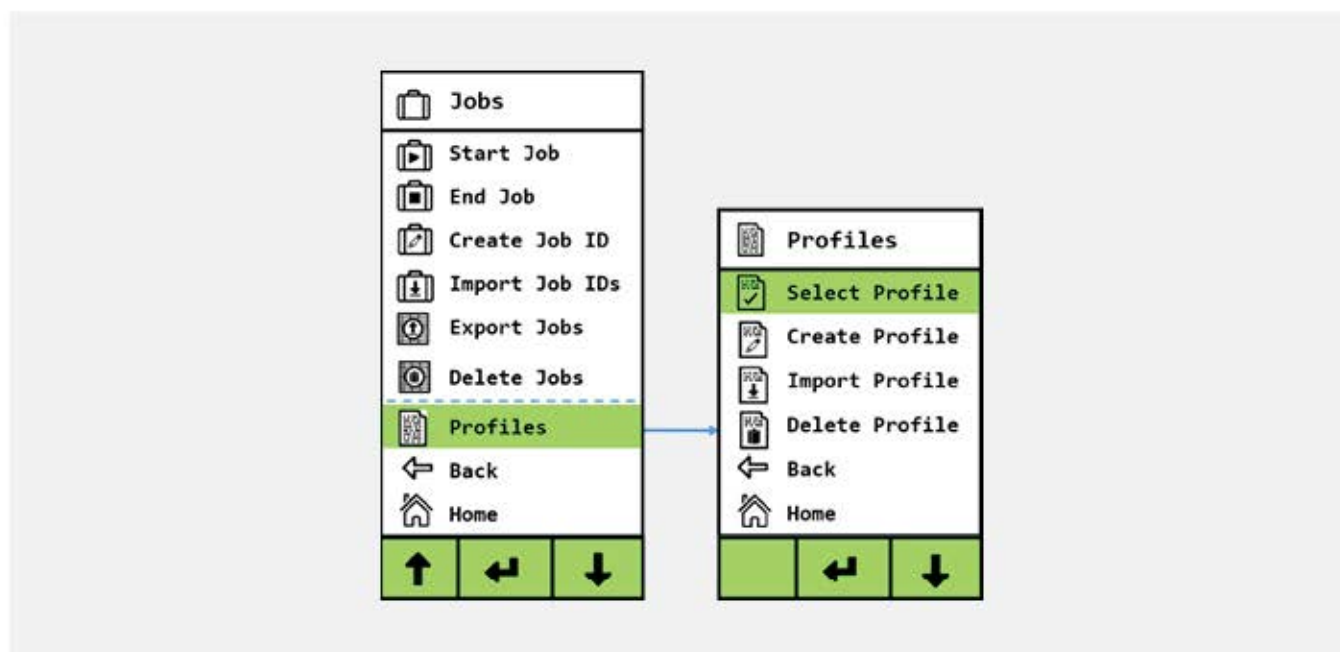 Jobs
Start Job
End Job
Create Job ID
Import Job IDs
Export Jobs
Delete Jobs
Profiles
Back
Home
Profiles
Select Profile
Create Profile
Import Profile
Delete Profile
Back
Home